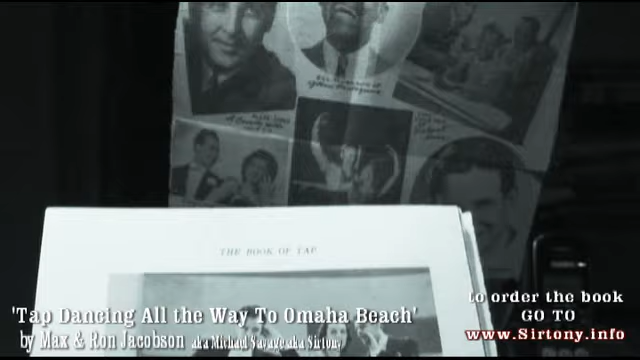 THE BOOK OF TAP
'Tap Dancing All the Way To Omaha Beach'
by Max & Ron Jacobson aka Michael Savage aka Sirtony
to order the book
GO TO
www.Sirtony.info